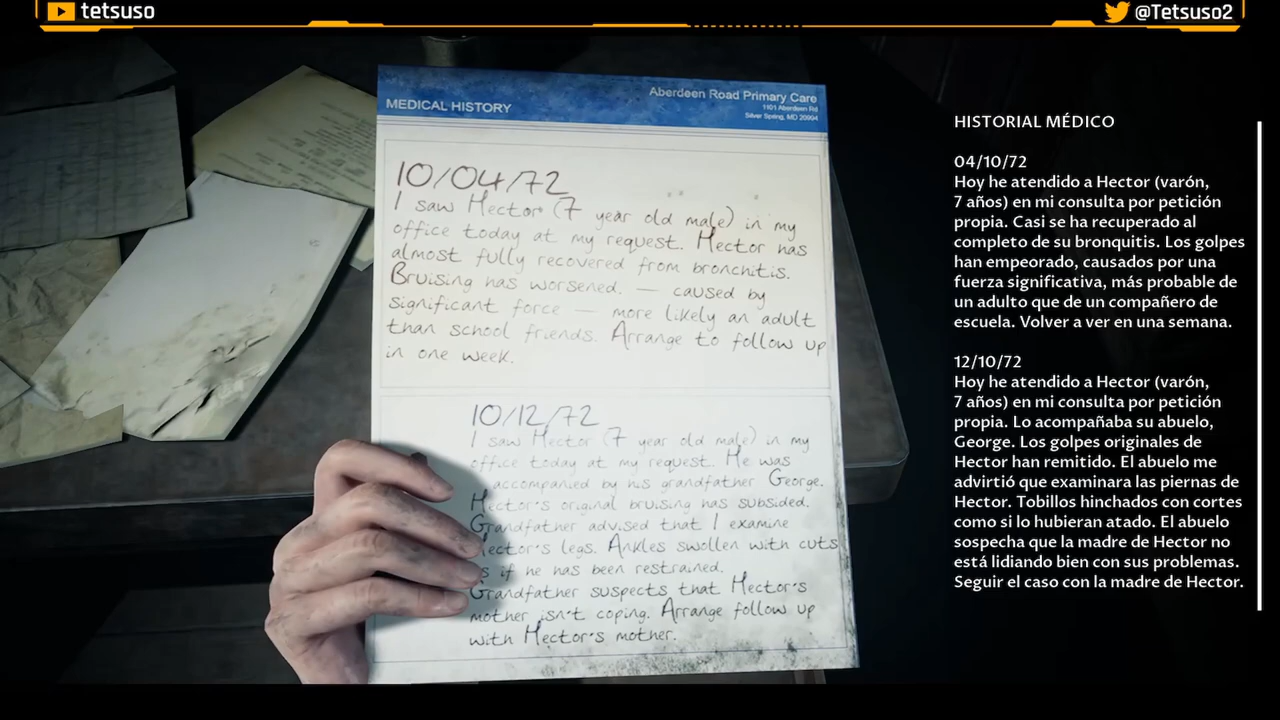 tetsuso
@Tetsuso2
MEDICAL HISTORY
Aberdeen Road Primary Care
1101 Aberdeen Rd
Silver Spring, MD 20994
10/04/72
I saw Hector (7 year old male) in my
office today at my request. Hector has
almost fully recovered from bronchitis.
Bruising has worsened. — caused by
significant force — more likely an adult
than school friends. Arrange to follow up
in one week.
10/12/72
I saw Hector (7 year old male) in my
office today at my request. He was
accompanied by his grandfather George.
Hector's original bruising has subsided.
Grandfather advised that I examine
Hector's legs. Ankles swollen with cuts
as if he has been restrained.
Grandfather suspects that Hector's
mother isn't coping. Arrange follow up
with Hector's mother.
HISTORIAL MÉDICO
04/10/72
Hoy he atendido a Hector (varón,
7 años) en mi consulta por petición
propia. Casi se ha recuperado al
completo de su bronquitis. Los golpes
han empeorado, causados por una
fuerza significativa, más probable de
un adulto que de un compañero de
escuela. Volver a ver en una semana.
12/10/72
Hoy he atendido a Hector (varón,
7 años) en mi consulta por petición
propia. Lo acompañaba su abuelo,
George. Los golpes originales de
Hector han remitido. El abuelo me
advirtió que examinara las piernas de
Hector. Tobillos hinchados con cortes
como si lo hubieran atado. El abuelo
sospecha que la madre de Hector no
está lidiando bien con sus problemas.
Seguir el caso con la madre de Hector.